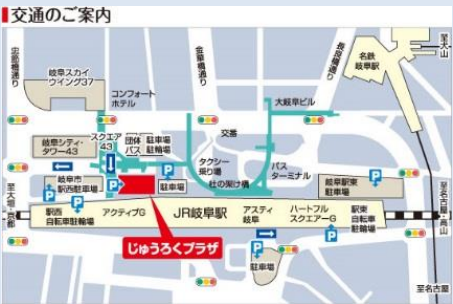 交通のご案内
忠節橋通り
金華橋通り
長良橋通り
至犬山
名鉄
岐阜駅
岐阜スカイ
ウイング37
コンフォート
ホテル
大岐阜ビル
岐阜シティ・
タワー43
スクエア
43
団体
バス
駐車場
駐輪場
交番
タクシー
乗り場
バス
ターミナル
杜の架け橋
岐阜市
駅西駐車場
P
駐車場
岐阜駅東
駐車場
P
至大垣・京都
至名古屋・高山
駅西
自転車駐輪場
アクティブG
JR岐阜駅
アスティ
岐阜
ハートフル
スクエアーG
駅東
自転車
駐輪場
P
P
P
P
じゅうろくプラザ
P
駐車場
至名古屋